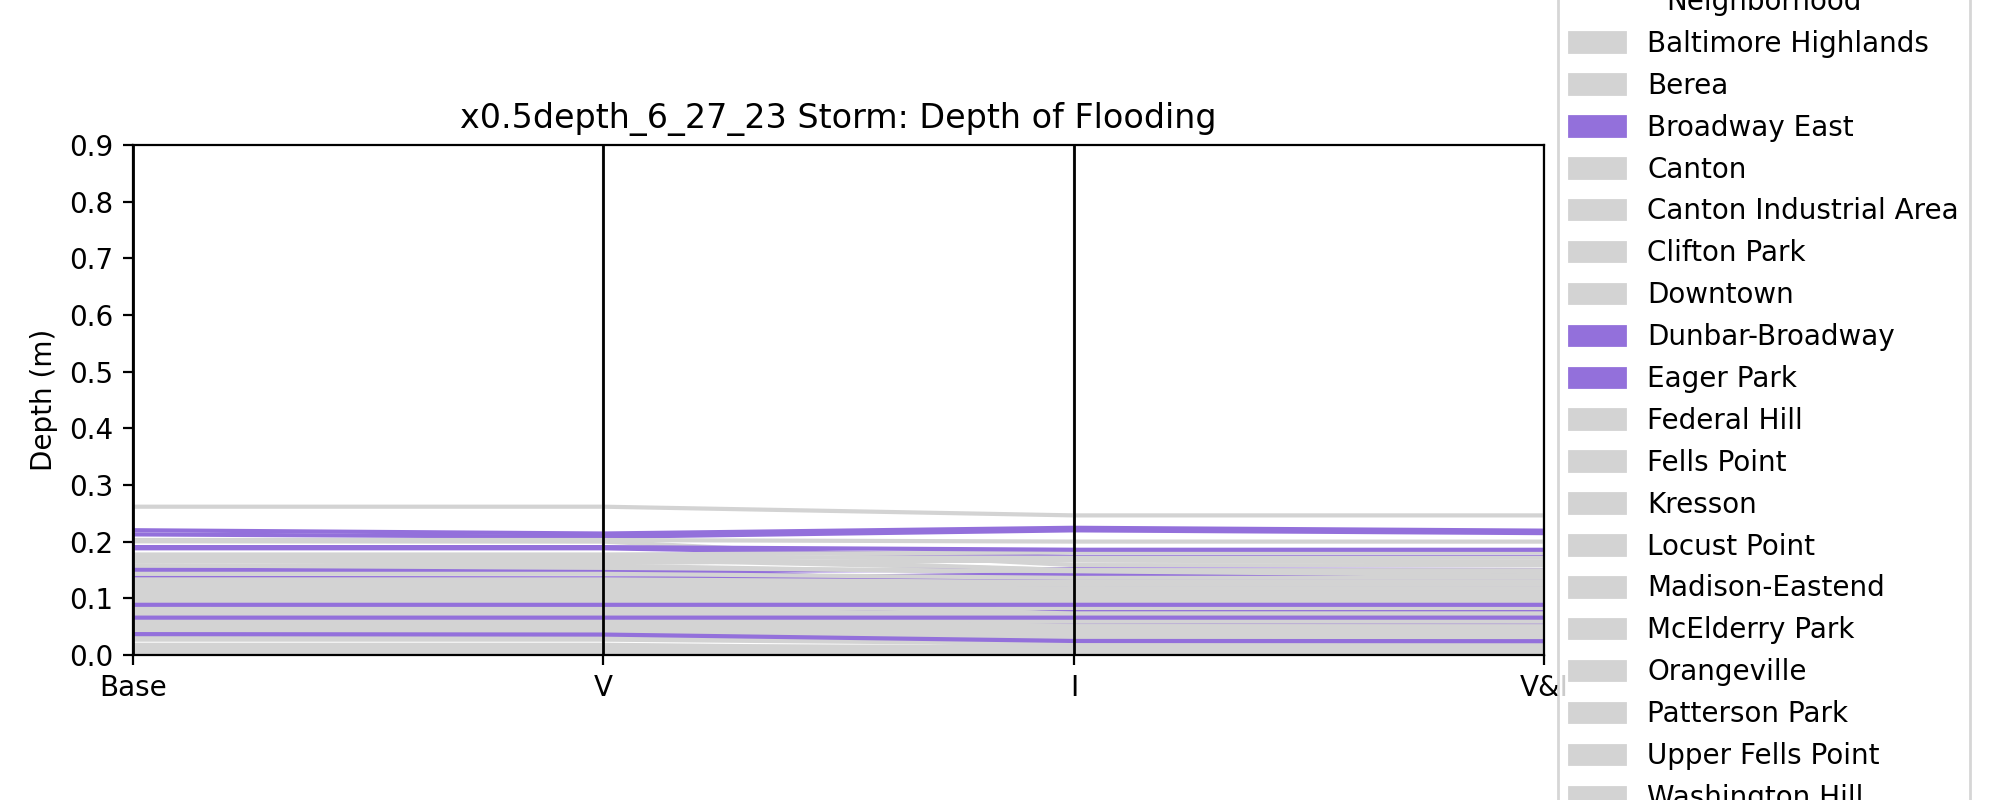 x0.5depth_6_27_23 Storm: Depth of Flooding
Depth (m)
0.9
0.8
0.7
0.6
0.5
0.4
0.3
0.2
0.1
0.0
Base
V
I
V&I
Neighborhood
Baltimore Highlands
Berea
Broadway East
Canton
Canton Industrial Area
Clifton Park
Downtown
Dunbar-Broadway
Eager Park
Federal Hill
Fells Point
Kresson
Locust Point
Madison-Eastend
McElderry Park
Orangeville
Patterson Park
Upper Fells Point
Washington Hill